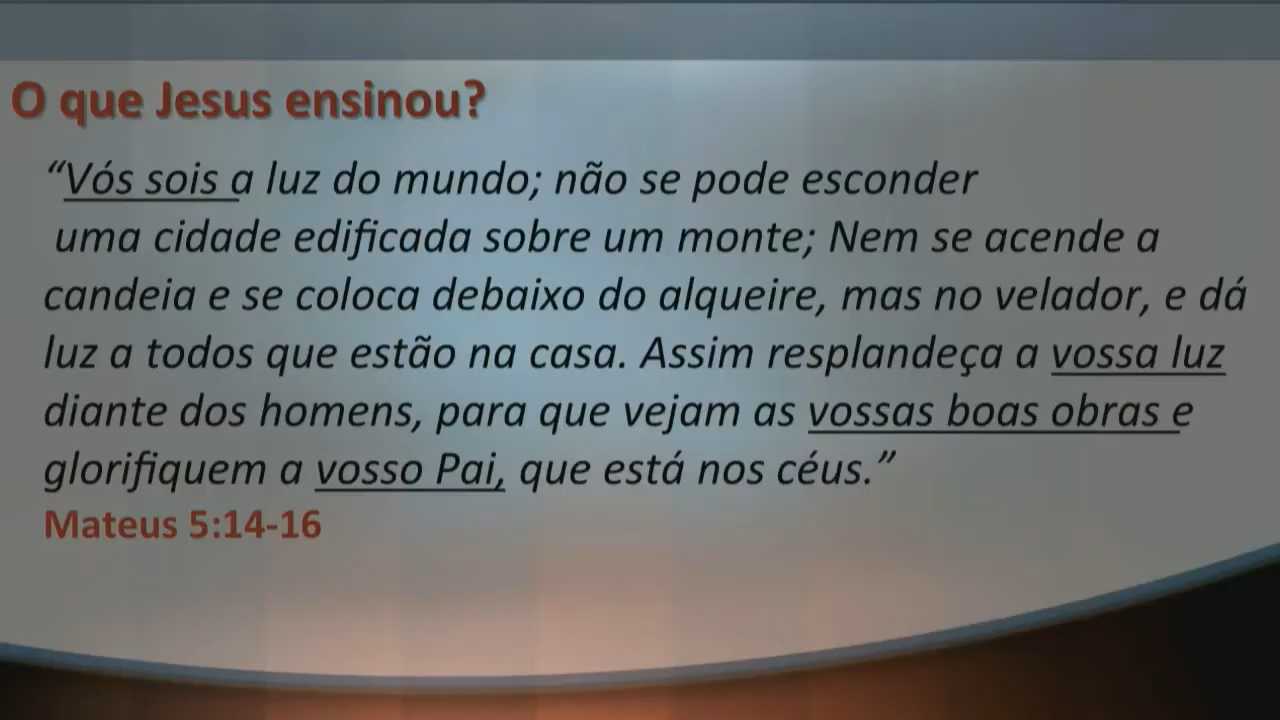 O que Jesus ensinou?
“Vós sois a luz do mundo; não se pode esconder
uma cidade edificada sobre um monte; Nem se acende a
candeia e se coloca debaixo do alqueire, mas no velador, e dá
luz a todos que estão na casa. Assim resplandeça a vossa luz
diante dos homens, para que vejam as vossas boas obras e
glorifiquem a vosso Pai, que está nos céus.”
Mateus 5:14-16